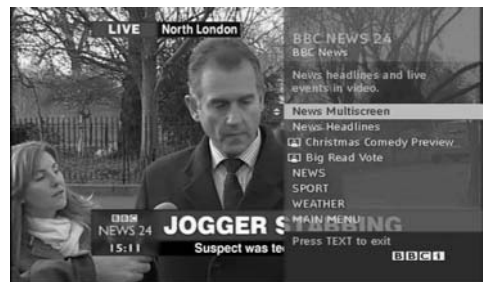 LIVE North London
BBC NEWS 24
BBC News
News headlines and live
events in video.
News Multiscreen
News Headlines
Christmas Comedy Preview
Big Read Vote
NEWS
SPORT
WEATHER
MAIN MENU
Press TEXT to exit
BBCi
BBC
NEWS 24
15:11
JOGGER STABBING
Suspect was